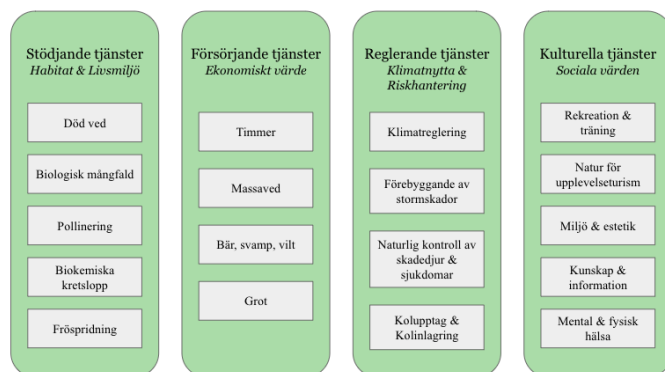 Stödjande tjänster
Habitat & Livsmiljö
Död ved
Biologisk mångfald
Pollinering
Biokemiska
kretslopp
Fröspridning
Försörjande tjänster
Ekonomiskt värde
Timmer
Massaved
Bär, svamp, vilt
Grot
Reglerande tjänster
Klimatnytta &
Riskhantering
Klimatreglering
Förebyggande av
stormskador
Naturlig kontroll av
skadedjur &
sjukdomar
Kolupptag &
Kolinlagring
Kulturella tjänster
Sociala värden
Rekreation &
träning
Natur för
upplevelseturism
Miljö & estetik
Kunskap &
information
Mental & fysisk
hälsa